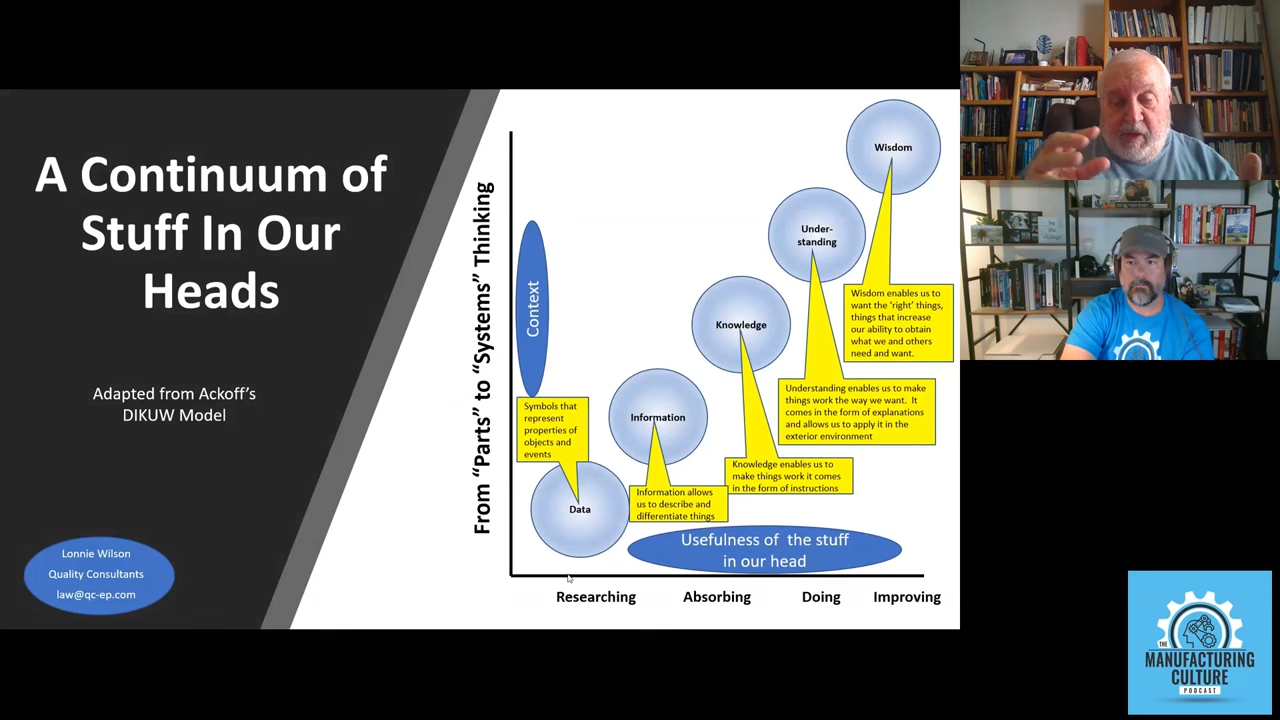 A Continuum of
Stuff In Our
Heads
Adapted from Ackoff's
DIKUW Model
Lonnie Wilson
Quality Consultants
law@qc-ep.com
From "Parts" to "Systems" Thinking
Context
Wisdom
Under-
standing
Knowledge
Information
Data
Symbols that
represent
properties of
objects and
events
Information allows
us to describe and
differentiate things
Knowledge enables us to
make things work it comes
in the form of instructions
Understanding enables us to make
things work the way we want. It
comes in the form of explanations
and allows us to apply it in the
exterior environment
Wisdom enables us to
want the 'right' things,
things that increase
our ability to obtain
what we and others
need and want.
Usefulness of the stuff
in our head
Researching
Absorbing
Doing
Improving
THE
MANUFACTURING
CULTURE
PODCAST